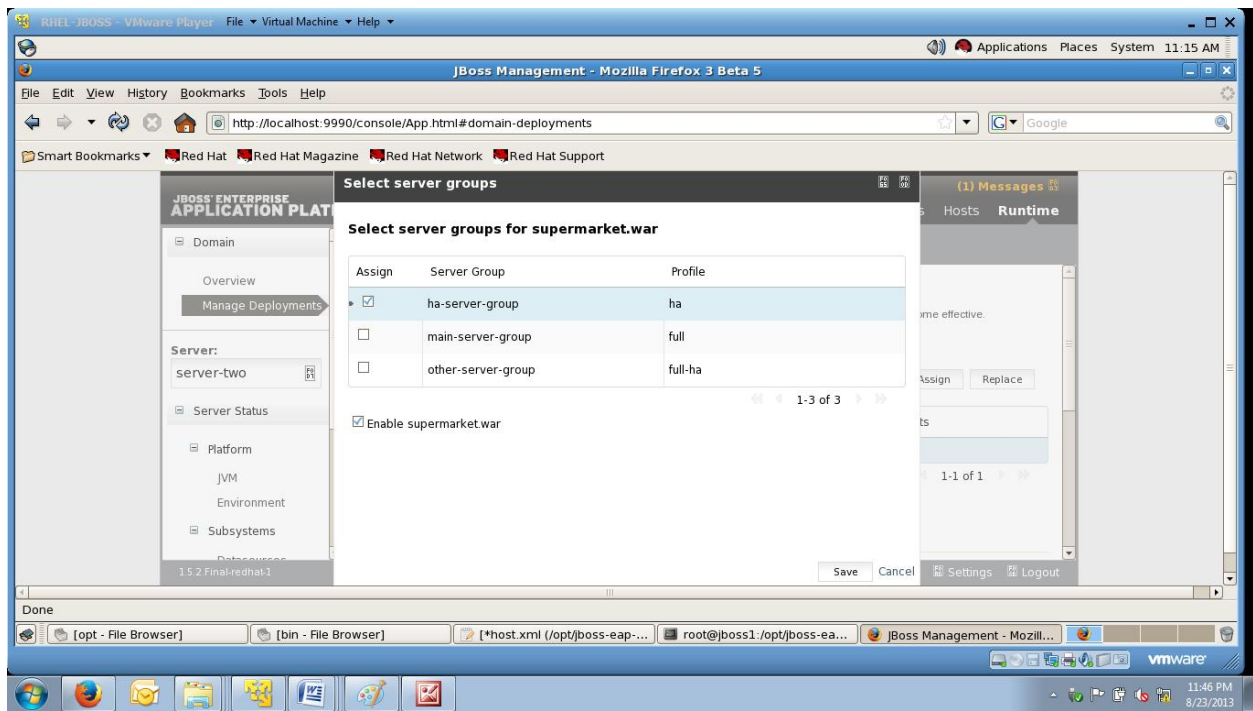 RHEL-JBOSS - VMware Player File Virtual Machine Help
Applications Places System 11:15 AM
JBoss Management - Mozilla Firefox 3 Beta 5
File Edit View History Bookmarks Tools Help
http://localhost:9990/console/App.html#domain-deployments
G Google
Smart Bookmarks Red Hat Red Hat Magazine Red Hat Network Red Hat Support
Select server groups
(1) Messages
JBOSS ENTERPRISE
APPLICATION PLAT
Hosts Runtime
Select server groups for supermarket.war
Domain
Assign Server Group Profile
Overview
Manage Deployments
ha-server-group ha
ome effective.
main-server-group full
Server:
server-two
other-server-group full-ha
Assign Replace
1-3 of 3
Server Status
Enable supermarket.war
ts
Platform
JVM
1-1 of 1
Environment
Subsystems
Datasources
1.5.2.Final-redhat-1
Save Cancel Settings Logout
Done
[opt - File Browser] [bin - File Browser] [*host.xml (/opt/jboss-eap-... root@jboss1:/opt/jboss-ea... JBoss Management - Mozill...
vmware
11:46 PM
8/23/2013